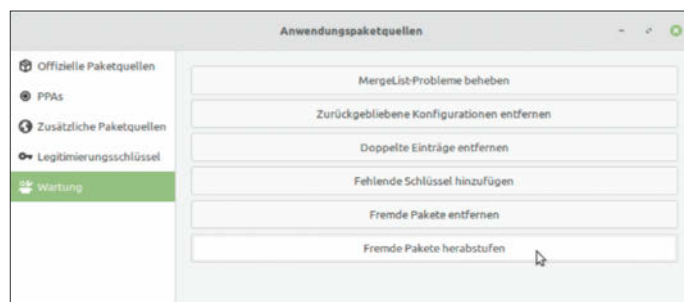 Anwendungspaketquellen
Offizielle Paketquellen
PPAs
Zusätzliche Paketquellen
Legitimierungsschlüssel
Wartung
MergeList-Probleme beheben
Zurückgebliebene Konfigurationen entfernen
Doppelte Einträge entfernen
Fehlende Schlüssel hinzufügen
Fremde Pakete entfernen
Fremde Pakete herabstufen